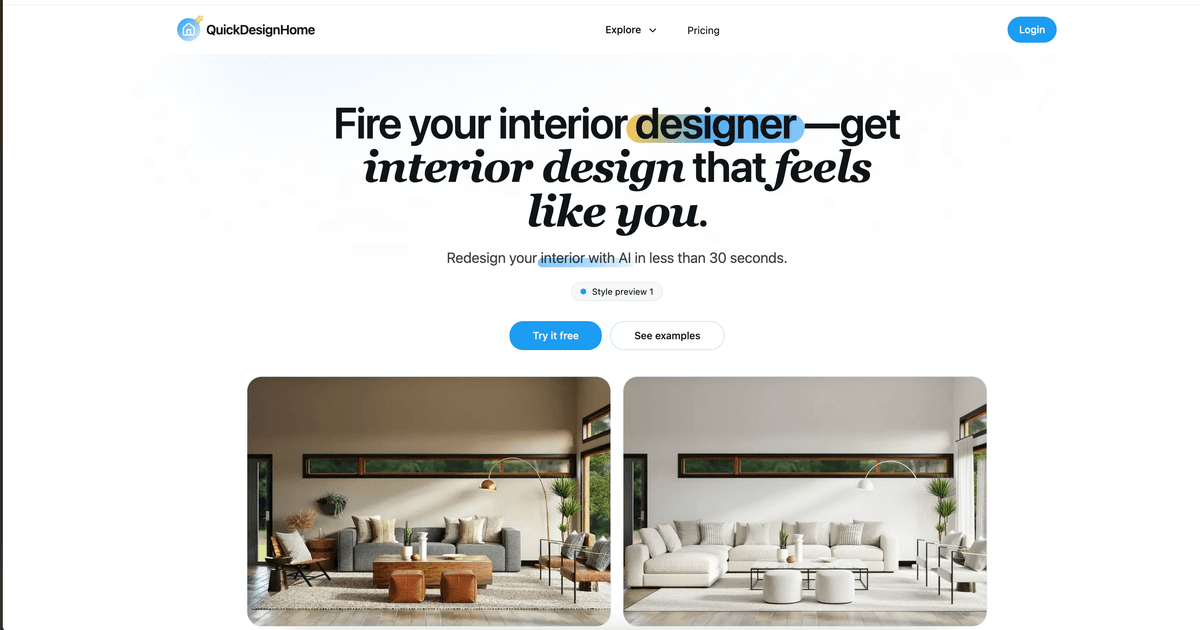 QuickDesignHome
Explore
Pricing
Login
Fire your interior designer—get
interior design that feels
like you.
Redesign your interior with AI in less than 30 seconds.
Style preview 1
Try it free
See examples